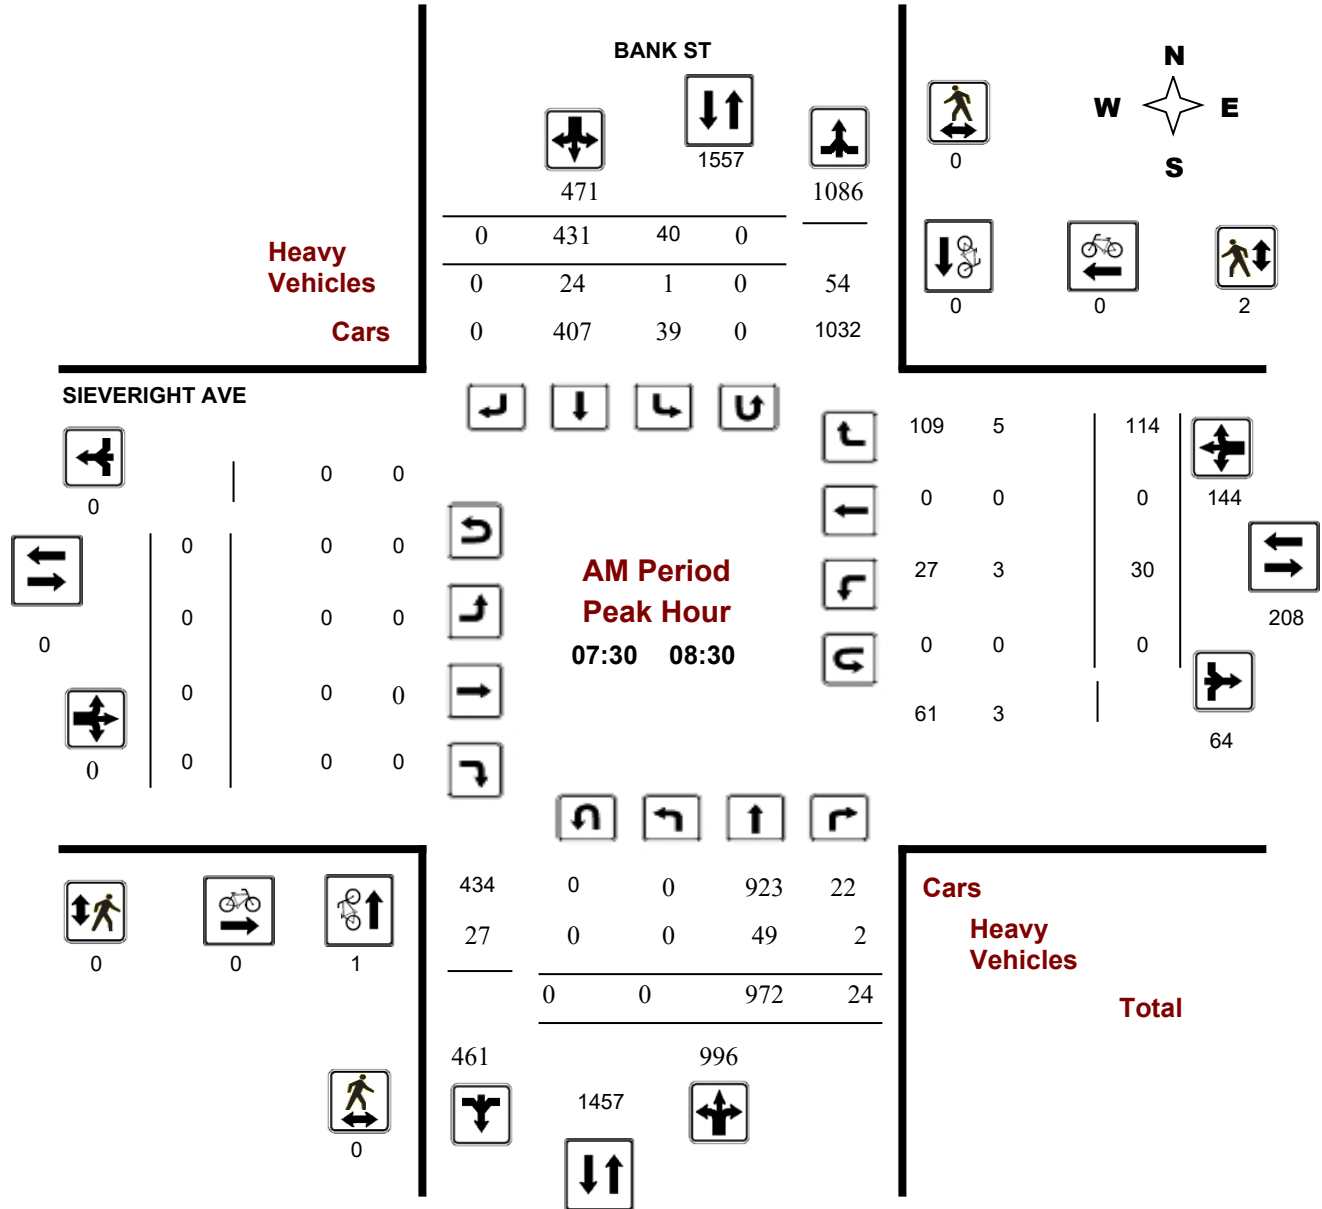 BANK ST
N
W E
S
1557
0
471 1086
0 431 40 0
Heavy
Vehicles 0 24 1 0 54
0 0 2
Cars 0 407 39 0 1032
SIEVERIGHT AVE
109 5 114
0 0
0 0 0 0 144
0 0 0
AM Period
27 3 30
Peak Hour
0 0 0 208
0 07:30 08:30 0 0 0
0 0 0
61 3
64
0 0 0 0
434 0 0 923 22 Cars
27 0 0 49 2 Heavy
Vehicles
0 0 1
0 0 972 24
Total
461 996
1457
0